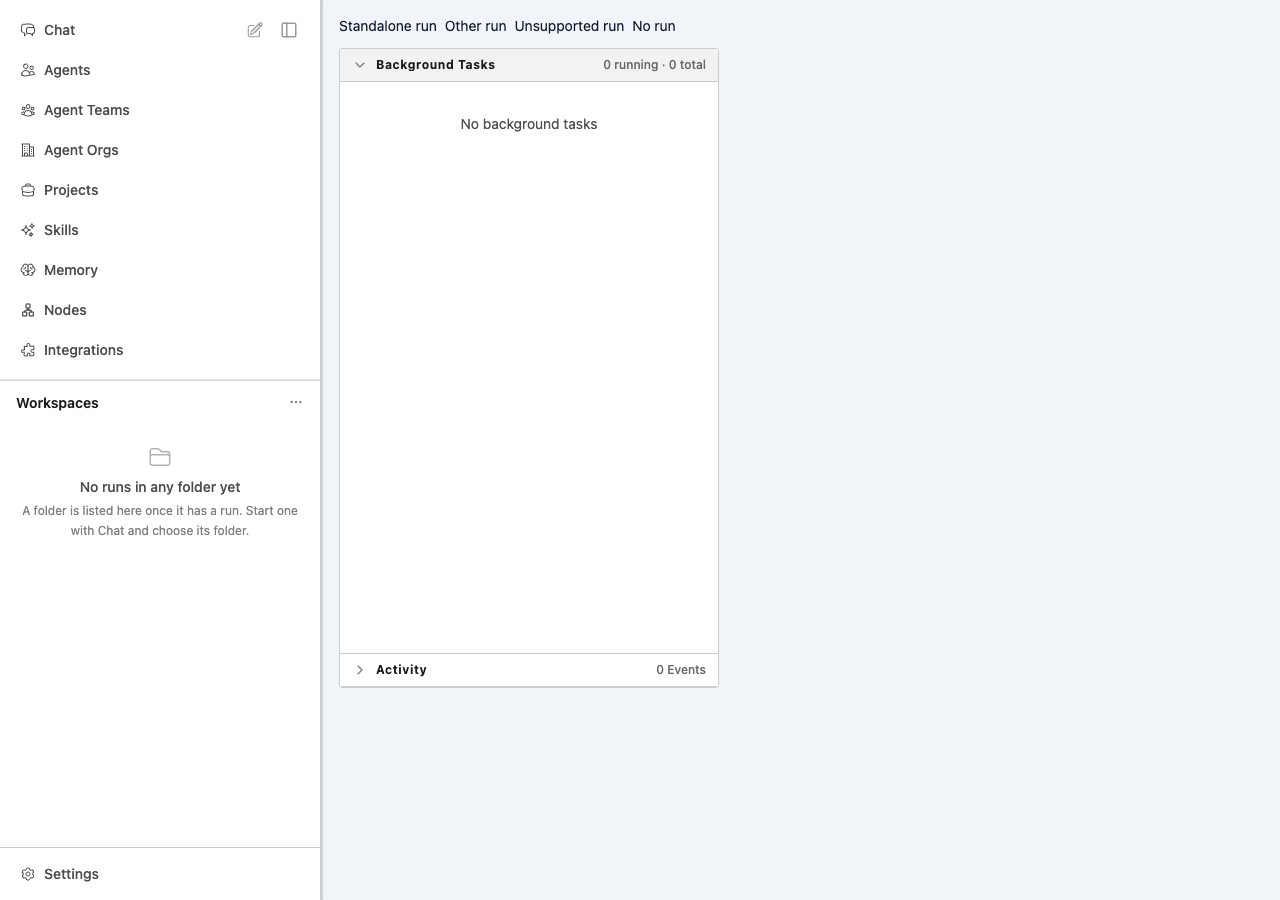 Chat
Agents
Agent Teams
Agent Orgs
Projects
Skills
Memory
Nodes
Integrations
Workspaces
No runs in any folder yet
A folder is listed here once it has a run. Start one
with Chat and choose its folder.
Settings
Standalone run Other run Unsupported run No run
Background Tasks 0 running · 0 total
No background tasks
Activity 0 Events